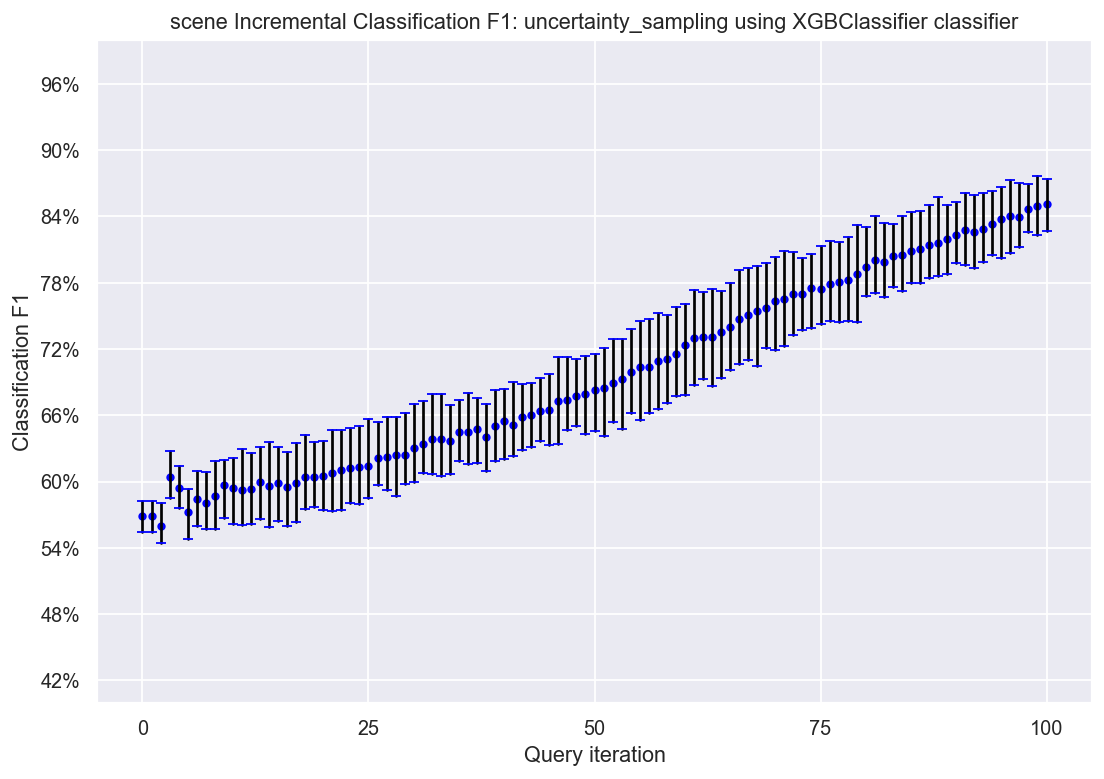 scene Incremental Classification F1: uncertainty_sampling using XGBClassifier classifier
96%
90%
84%
78%
72%
66%
60%
54%
48%
42%
Classification F1
0 25 50 75 100
Query iteration